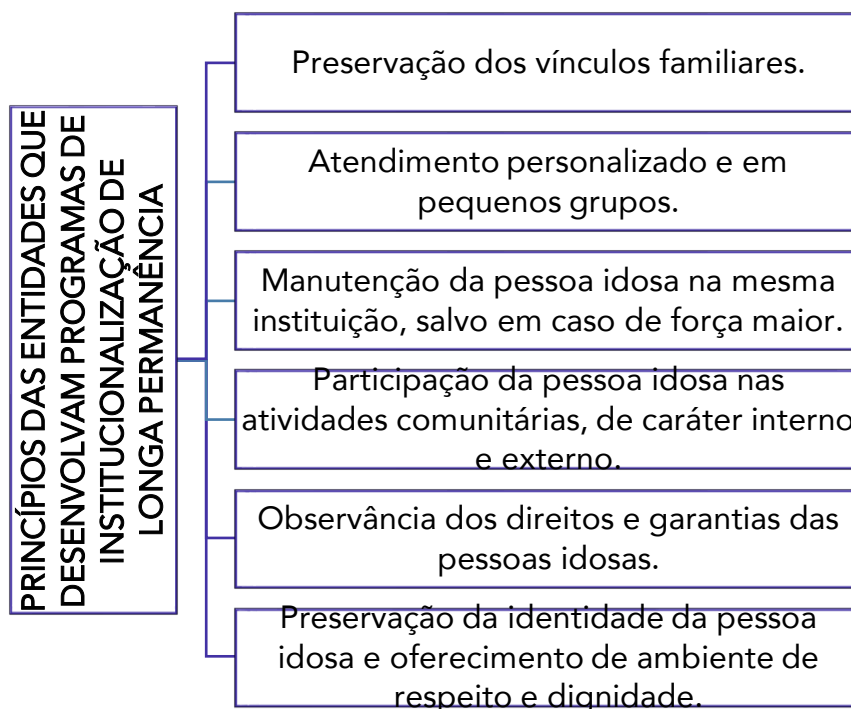 PRINCÍPIOS DAS ENTIDADES QUE
DESENVOLVAM PROGRAMAS DE
INSTITUCIONALIZAÇÃO DE
LONGA PERMANÊNCIA
Preservação dos vínculos familiares.
Atendimento personalizado e em
pequenos grupos.
Manutenção da pessoa idosa na mesma
instituição, salvo em caso de força maior.
Participação da pessoa idosa nas
atividades comunitárias, de caráter interno
e externo.
Observância dos direitos e garantias das
pessoas idosas.
Preservação da identidade da pessoa
idosa e oferecimento de ambiente de
respeito e dignidade.